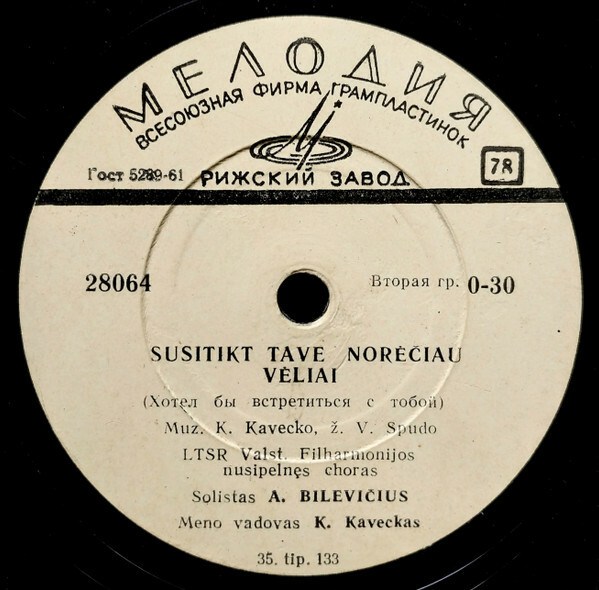 МЕЛОДИЯ
ВСЕСОЮЗНАЯ ФИРМА ГРАМПЛАСТИНОК
Гост 5289-61
РИЖСКИЙ ЗАВОД
78
28064
Вторая гр. 0-30
SUSITIKT TAVE NORĖČIAU
VĖLIAI
(Хотел бы встретиться с тобой)
Muz. K. Kavecko, ž. V. Spudo
LTSR Valst. Filharmonijos
nusipelnęs choras
Solistas A. BILEVIČIUS
Meno vadovas K. Kaveckas
35. tip. 133